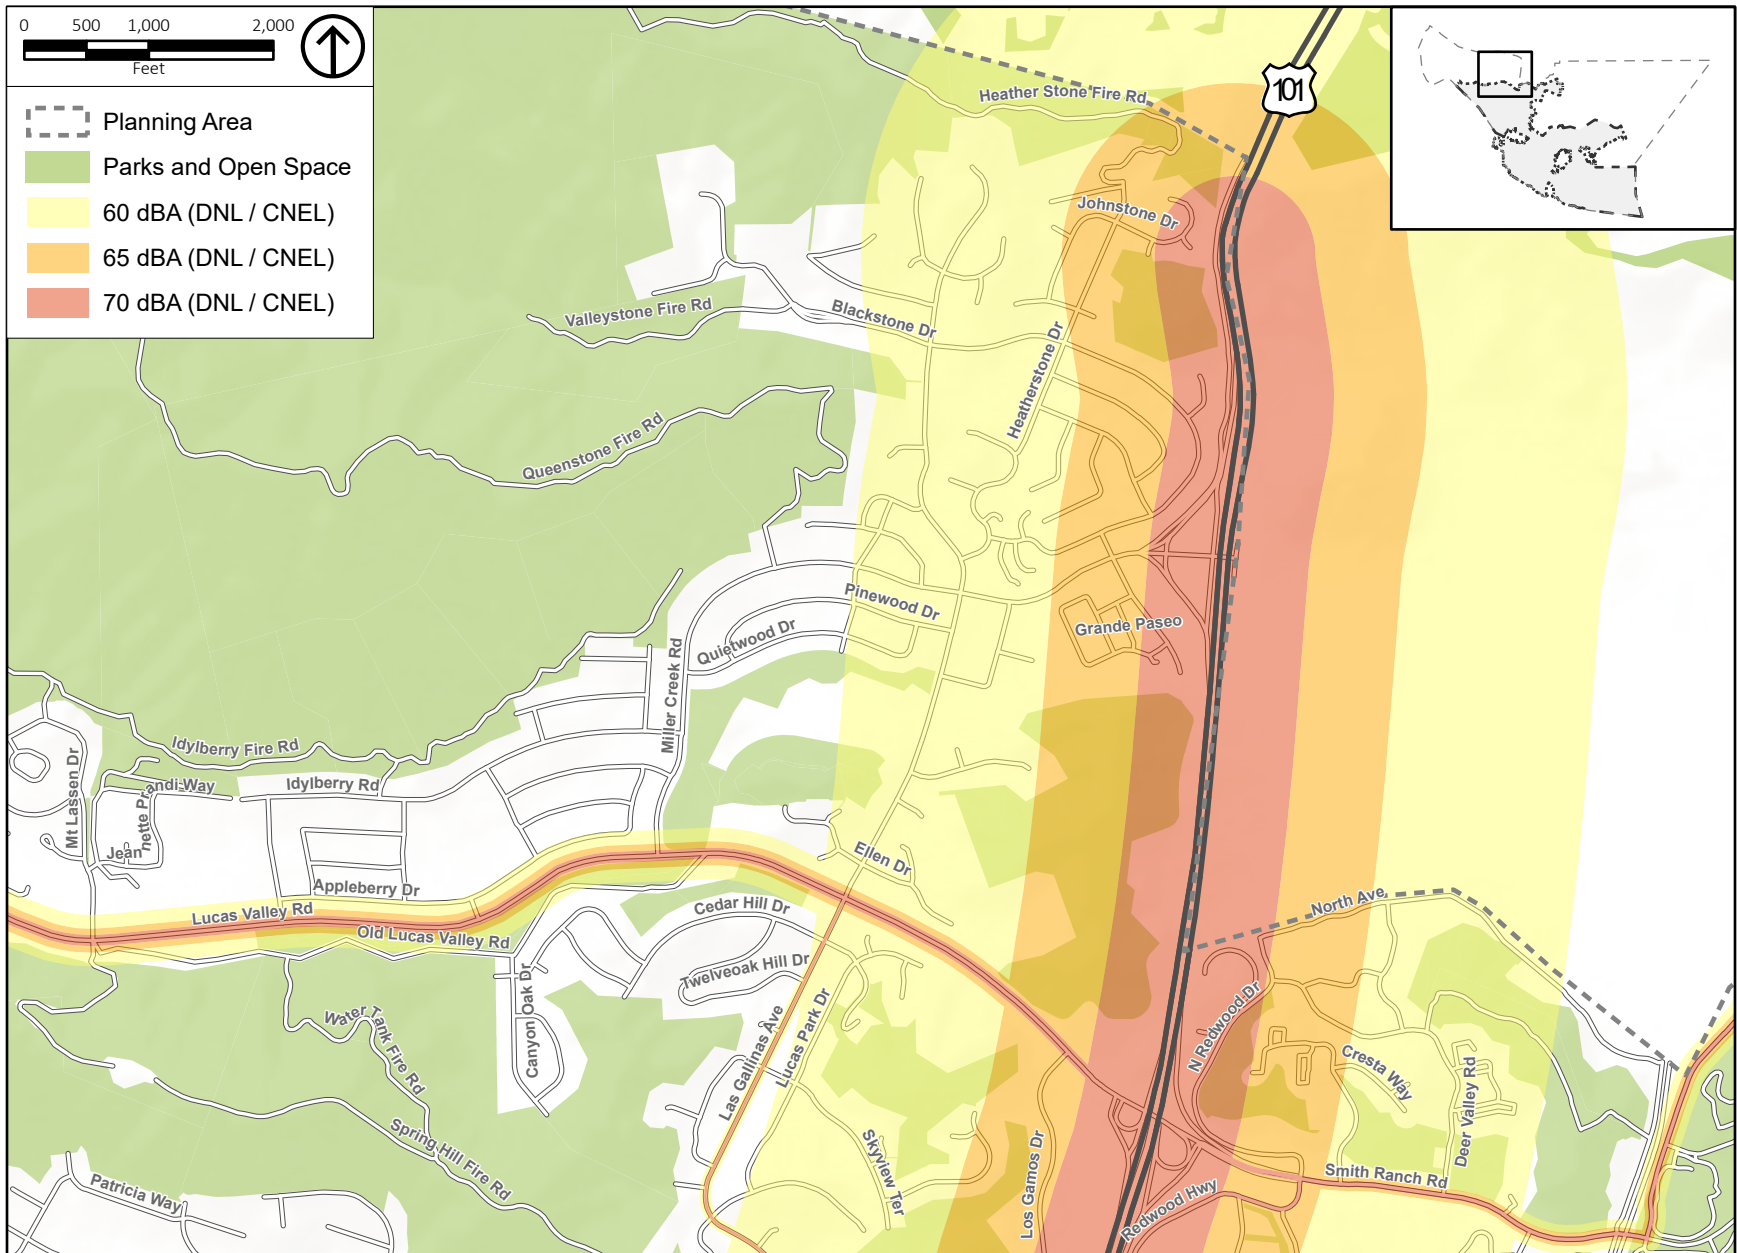 0 500 1,000 2,000
Feet
Planning Area
Parks and Open Space
60 dBA (DNL / CNEL)
65 dBA (DNL / CNEL)
70 dBA (DNL / CNEL)
101
Heather Stone Fire Rd
Johnstone Dr
Valleystone Fire Rd
Blackstone Dr
Heatherstone Dr
Queenstone Fire Rd
Pinewood Dr
Grande Paseo
Quietwood Dr
Miller Creek Rd
Idylberry Fire Rd
Mt Lassen Dr
Jeannette Prandi Way
Idylberry Rd
Ellen Dr
Appleberry Dr
Lucas Valley Rd
Old Lucas Valley Rd
Cedar Hill Dr
North Ave
Twelveoak Hill Dr
Canyon Oak Dr
Water Tank Fire Rd
Las Gallinas Ave
Lucas Park Dr
N Redwood Dr
Cresta Way
Deer Valley Rd
Spring Hill Fire Rd
Skyview Ter
Los Gamos Dr
Smith Ranch Rd
Patricia Way
Redwood Hwy